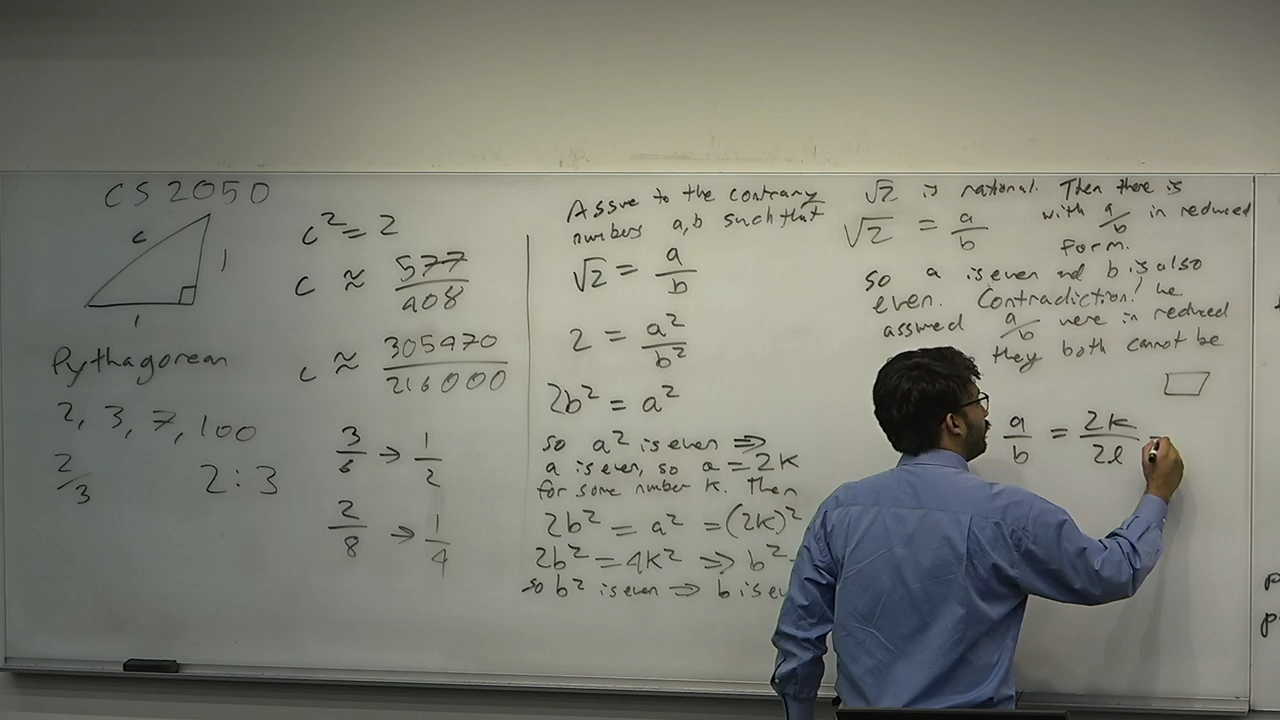 CS2050
c
1
1
c² = 2
c ≈ 577/408
c ≈ 305470/216000
Pythagorean
2, 3, 7, 100
2/3 2:3
3/6 → 1/2
2/8 → 1/4
Assue to the contrary √2 is rational. Then there is
numbers a,b such that √2 = a/b with a/b in reduced
form.
√2 = a/b
2 = a²/b²
2b² = a²
so a² is even ⇒
a is even, so a = 2k
for some number k. Then
2b² = a² = (2k)²
2b² = 4k² ⇒ b²
so b² is even ⇒ b is ev
so a is even and b is also
even. Contradiction! we
assumed a/b were in reduced
they both cannot be
a/b = 2k/2l =